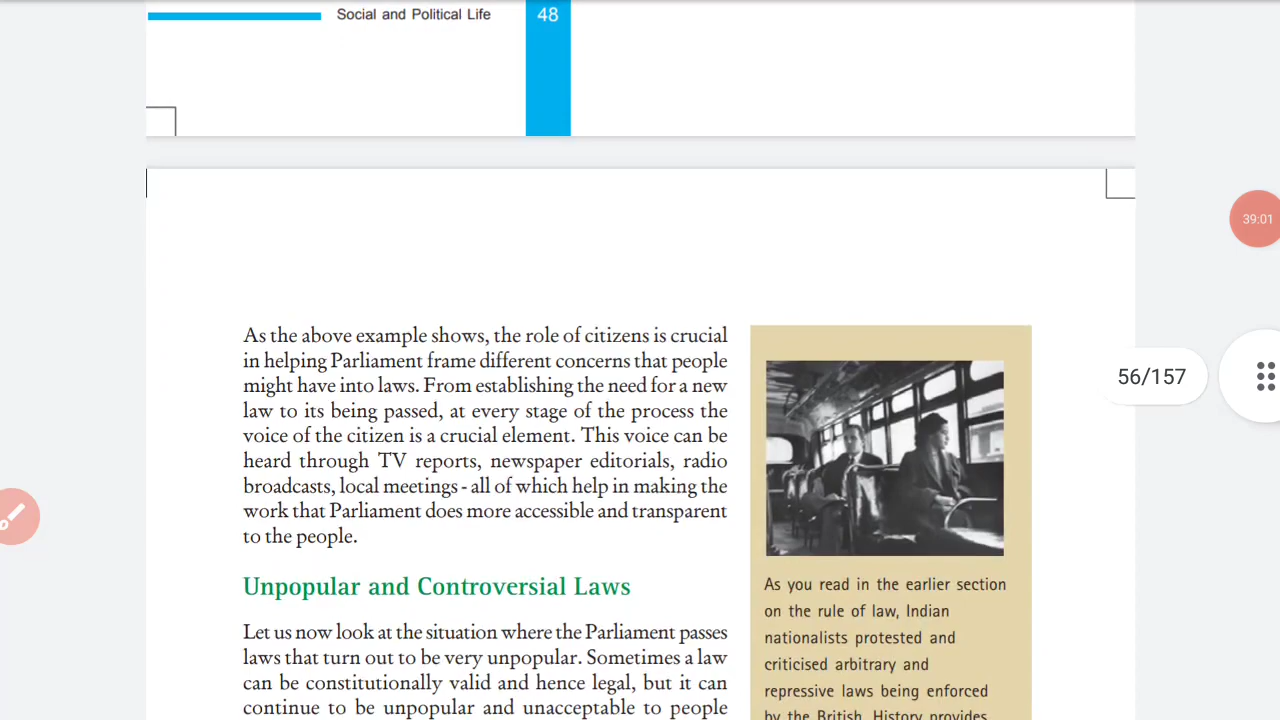 Social and Political Life
48
39:01
56/157
As the above example shows, the role of citizens is crucial
in helping Parliament frame different concerns that people
might have into laws. From establishing the need for a new
law to its being passed, at every stage of the process the
voice of the citizen is a crucial element. This voice can be
heard through TV reports, newspaper editorials, radio
broadcasts, local meetings - all of which help in making the
work that Parliament does more accessible and transparent
to the people.
Unpopular and Controversial Laws
Let us now look at the situation where the Parliament passes
laws that turn out to be very unpopular. Sometimes a law
can be constitutionally valid and hence legal, but it can
continue to be unpopular and unacceptable to people
As you read in the earlier section
on the rule of law, Indian
nationalists protested and
criticised arbitrary and
repressive laws being enforced
by the British. History provides